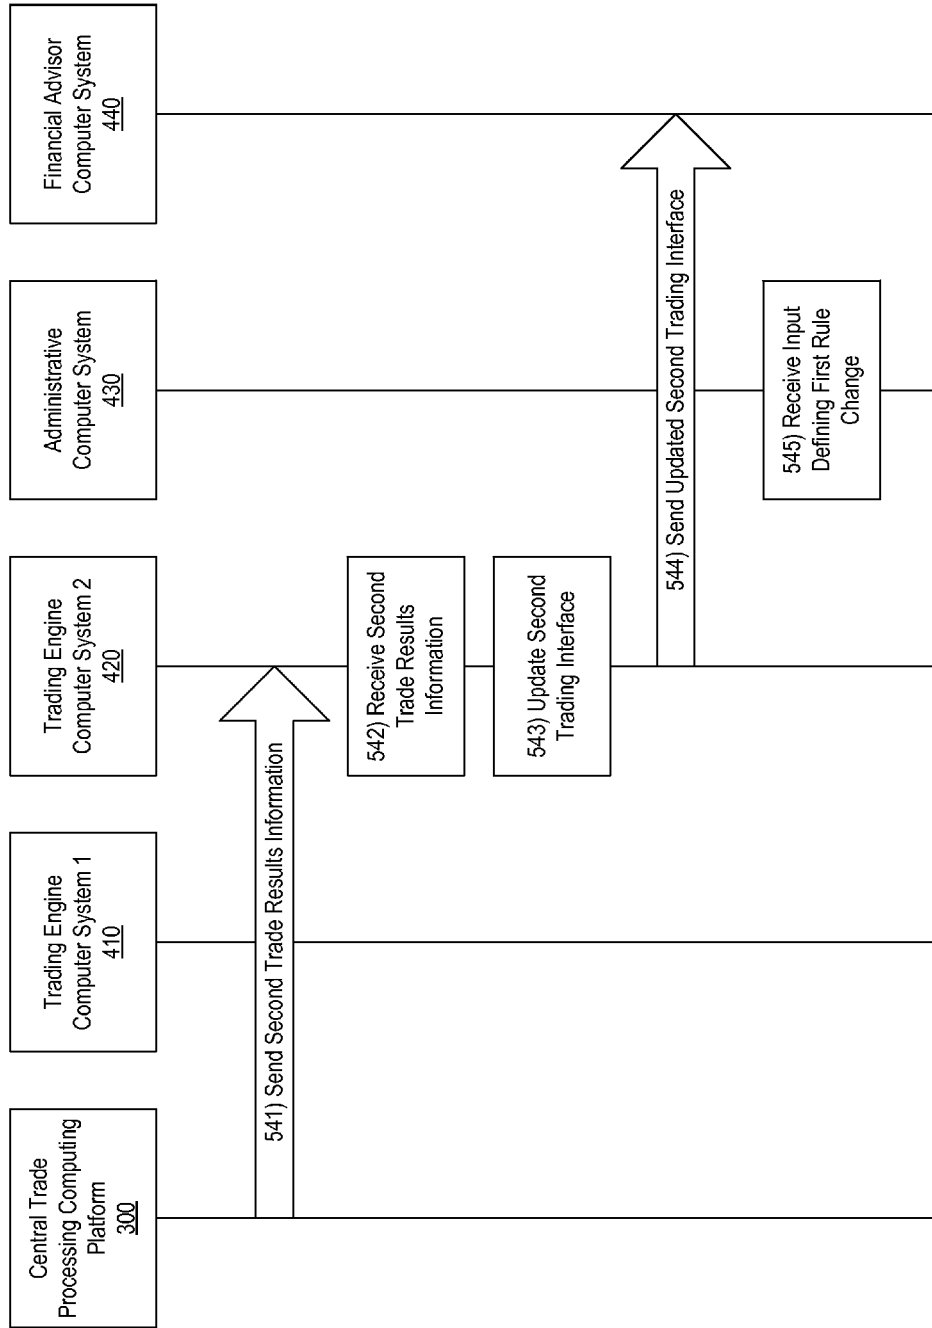 Central Trade
Processing Computing
Platform
300
Trading Engine
Computer System 1
410
Trading Engine
Computer System 2
420
Administrative
Computer System
430
Financial Advisor
Computer System
440
541) Send Second Trade Results Information
542) Receive Second
Trade Results
Information
543) Update Second
Trading Interface
544) Send Updated Second Trading Interface
545) Receive Input
Defining First Rule
Change